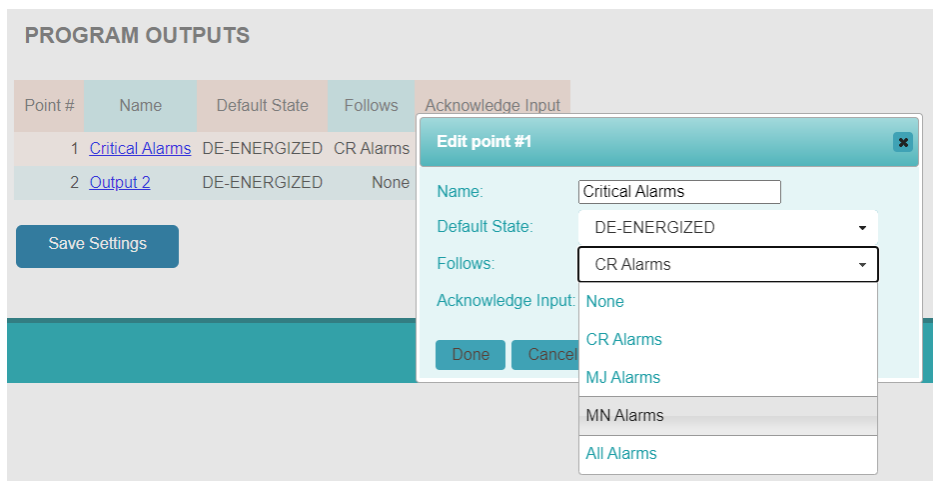 PROGRAM OUTPUTS
Point # Name Default State Follows Acknowledge Input
1 Critical Alarms DE-ENERGIZED CR Alarms
2 Output 2 DE-ENERGIZED None
Save Settings
Edit point #1
Name: Critical Alarms
Default State: DE-ENERGIZED
Follows: CR Alarms
Acknowledge Input:
None
CR Alarms
MJ Alarms
MN Alarms
All Alarms
Done Cancel